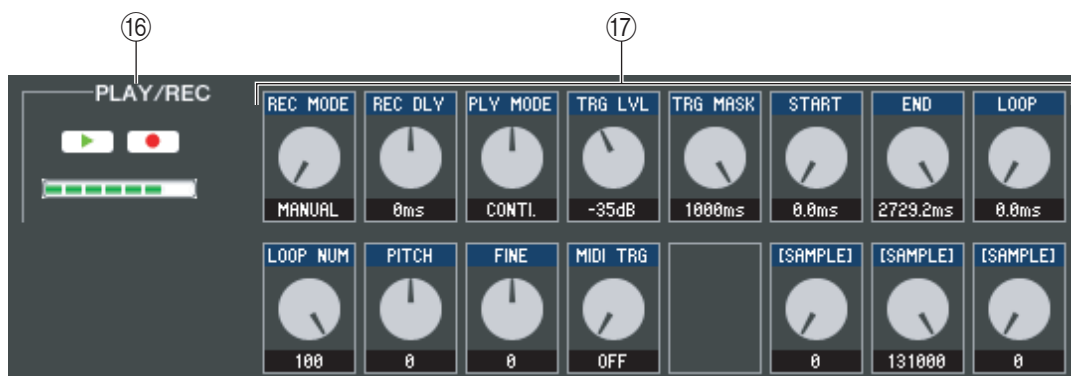 ⑯ ⑰
PLAY/REC
REC MODE REC DLY PLY MODE TRG LVL TRG MASK START END LOOP
MANUAL 0ms CONTI. -35dB 1000ms 0.0ms 2729.2ms 0.0ms
LOOP NUM PITCH FINE MIDI TRG [SAMPLE] [SAMPLE] [SAMPLE]
100 0 0 OFF 0 131000 0